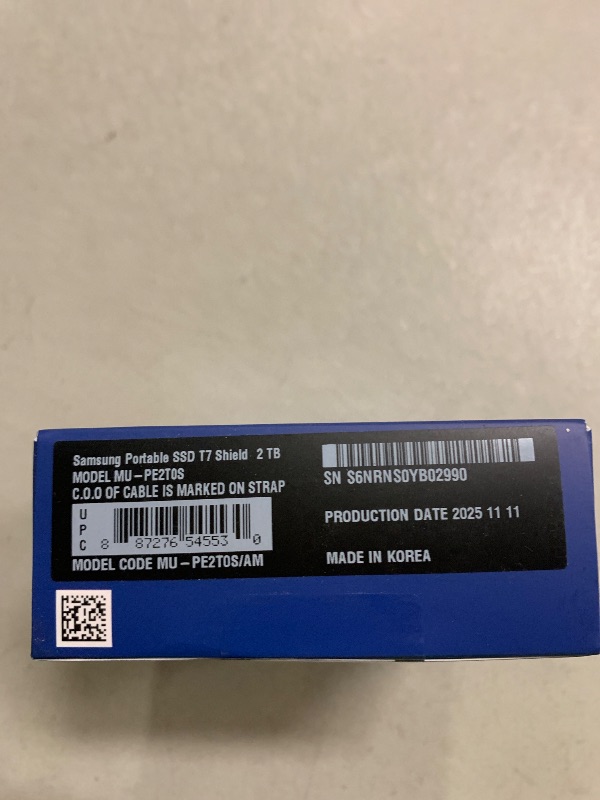 Samsung Portable SSD T7 Shield 2 TB
MODEL MU-PE2T0S
C.O.O OF CABLE IS MARKED ON STRAP
UPC
8 87276 54553 0
MODEL CODE MU-PE2T0S/AM
SN S6NRNS0YB02990
PRODUCTION DATE 2025 11 11
MADE IN KOREA